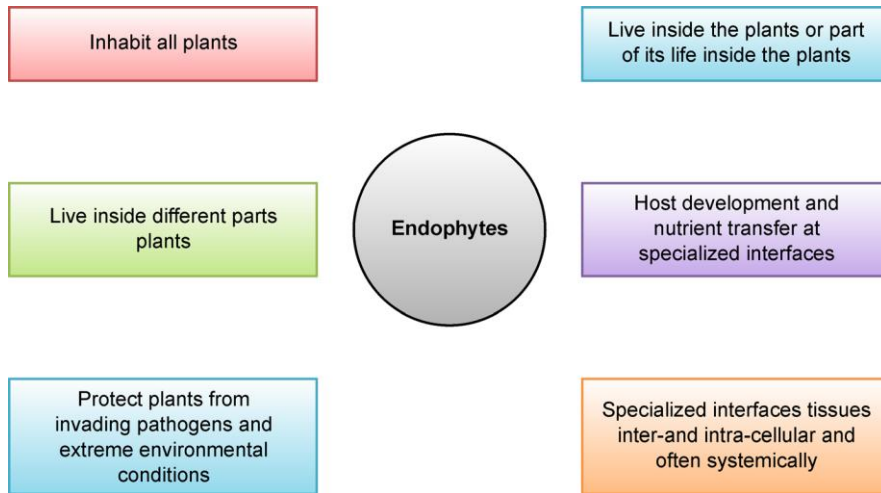 Inhabit all plants
Live inside the plants or part
of its life inside the plants
Live inside different parts
plants
Endophytes
Host development and
nutrient transfer at
specialized interfaces
Protect plants from
invading pathogens and
extreme environmental
conditions
Specialized interfaces tissues
inter-and intra-cellular and
often systemically